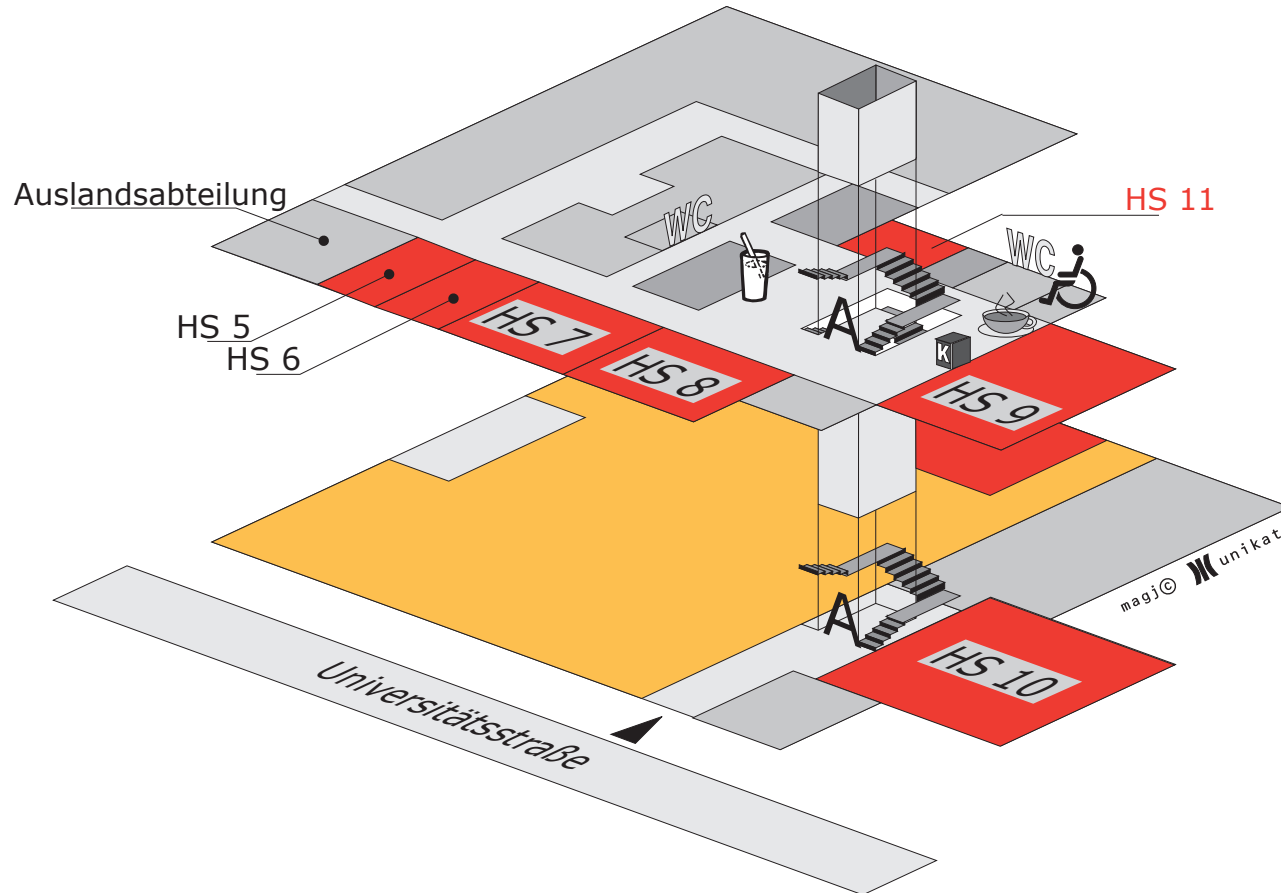 Auslandsabteilung
HS 11
WC
WC
HS 5
HS 6
HS 7
HS 8
A
K
HS 9
A
HS 10
magj© unikat
Universitätsstraße